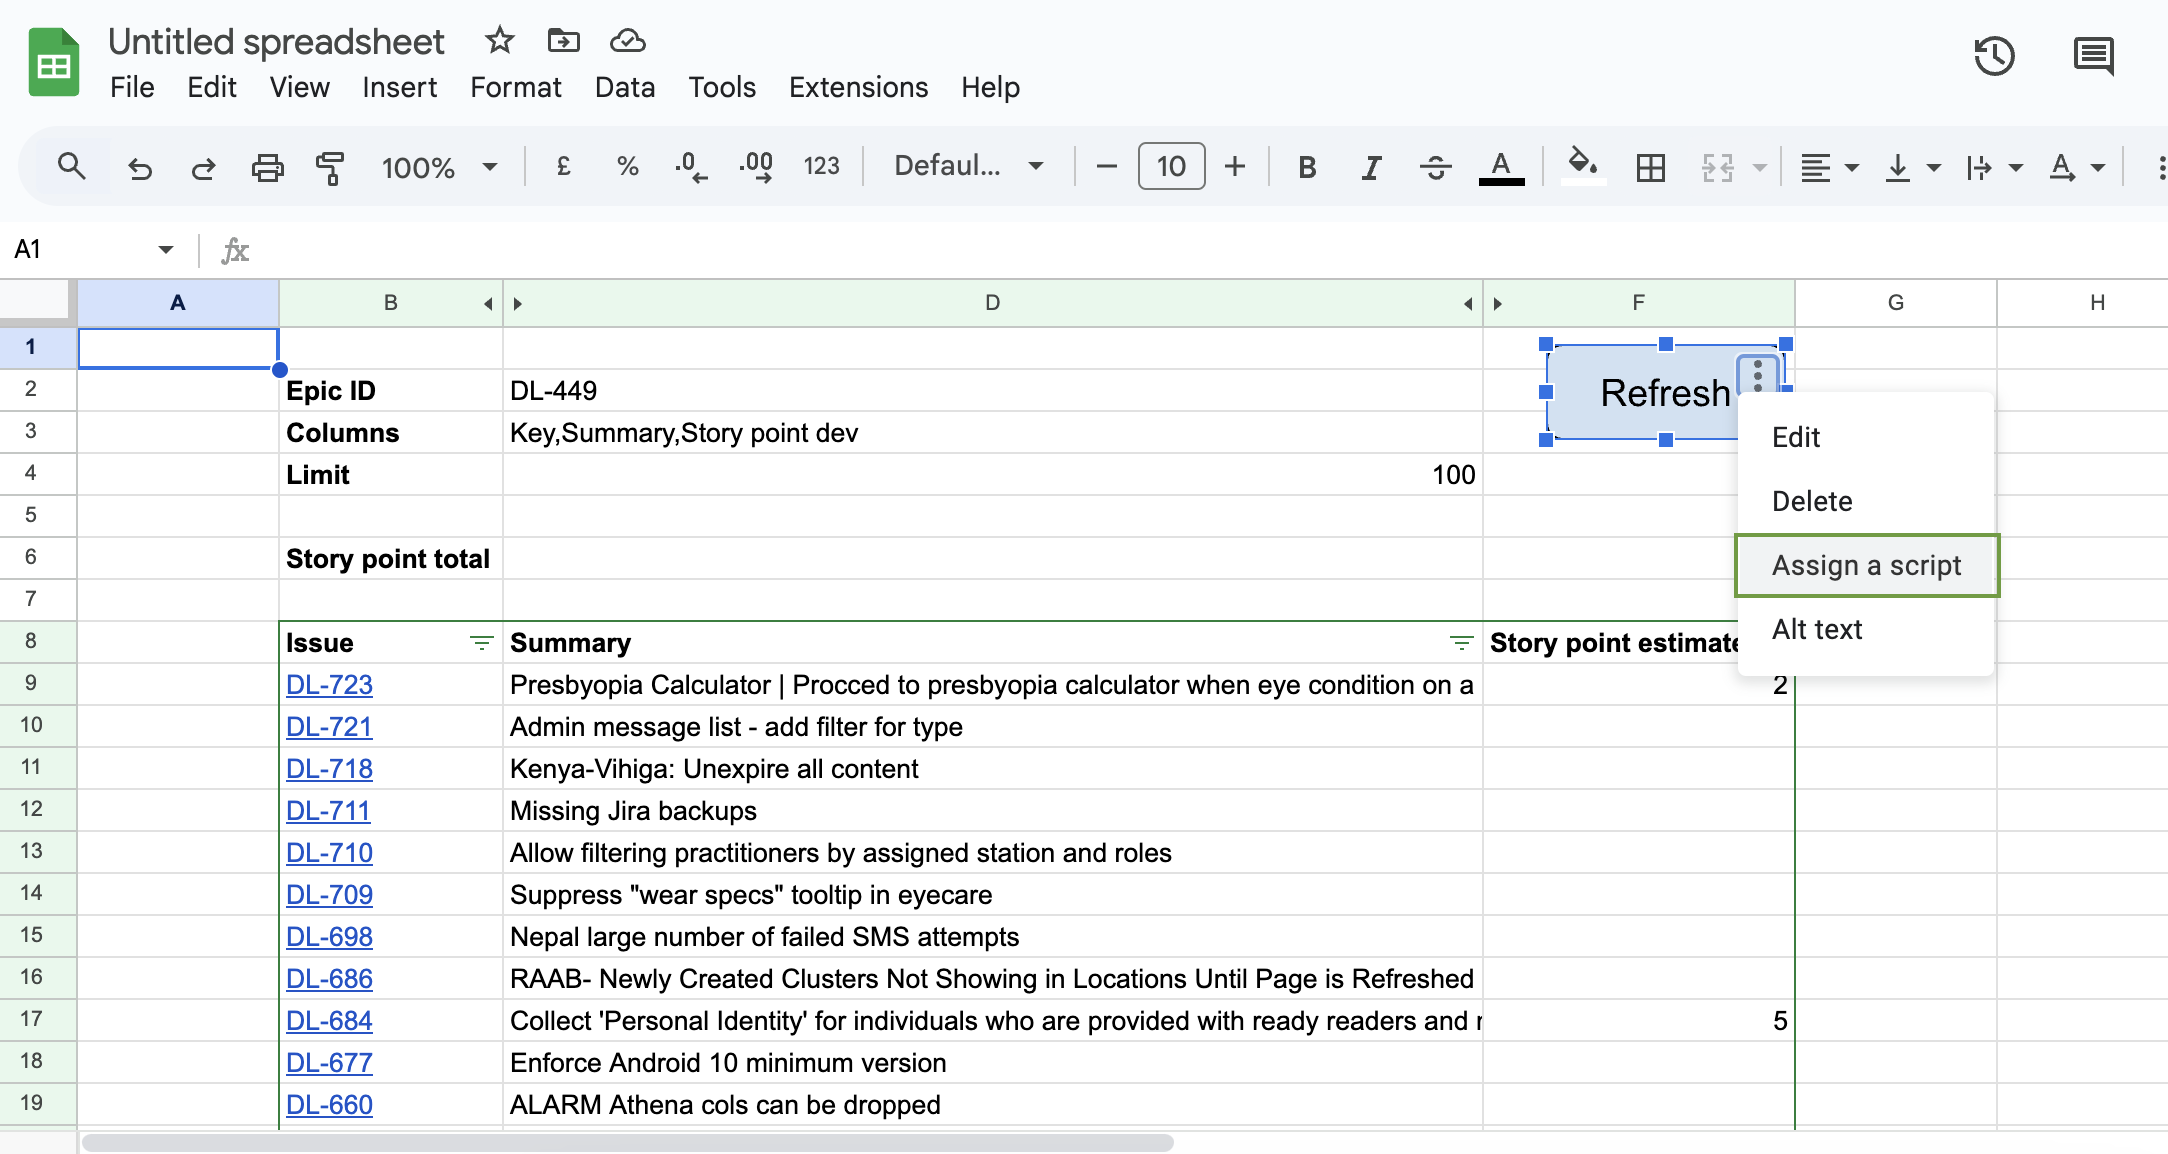 Untitled spreadsheet
File Edit View Insert Format Data Tools Extensions Help
100% £ % .0 .00 123 Defaul... 10 B I A A
A1 fx
A B D F G H
1
2 Epic ID DL-449 Refresh
3 Columns Key,Summary,Story point dev
Edit
4 Limit 100
Delete
5
Assign a script
6 Story point total
7
Alt text
8 Issue Summary Story point estimate
9 DL-723 Presbyopia Calculator | Procced to presbyopia calculator when eye condition on a 2
10 DL-721 Admin message list - add filter for type
11 DL-718 Kenya-Vihiga: Unexpire all content
12 DL-711 Missing Jira backups
13 DL-710 Allow filtering practitioners by assigned station and roles
14 DL-709 Suppress "wear specs" tooltip in eyecare
15 DL-698 Nepal large number of failed SMS attempts
16 DL-686 RAAB- Newly Created Clusters Not Showing in Locations Until Page is Refreshed
17 DL-684 Collect 'Personal Identity' for individuals who are provided with ready readers and 5
18 DL-677 Enforce Android 10 minimum version
19 DL-660 ALARM Athena cols can be dropped